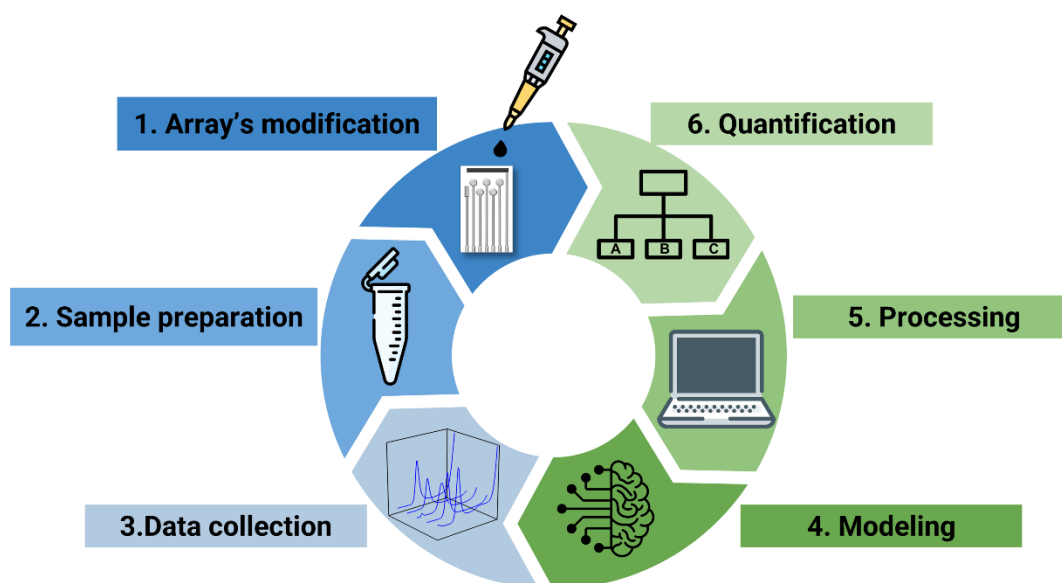 1. Array's modification
2. Sample preparation
3.Data collection
4. Modeling
5. Processing
6. Quantification
A B C